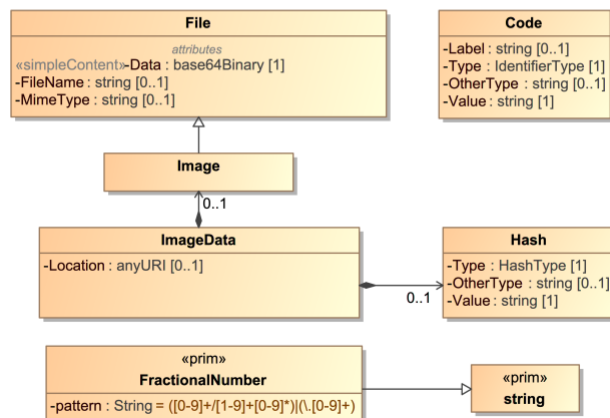 File
attributes
«simpleContent»-Data : base64Binary [1]
-FileName : string [0..1]
-MimeType : string [0..1]
Code
-Label : string [0..1]
-Type : IdentifierType [1]
-OtherType : string [0..1]
-Value : string [1]
Image
0..1
ImageData
-Location : anyURI [0..1]
0..1
Hash
-Type : HashType [1]
-OtherType : string [0..1]
-Value : string [1]
«prim»
FractionalNumber
-pattern : String = ([0-9]+/[1-9]+[0-9]*)|(\.[0-9]+)
«prim»
string